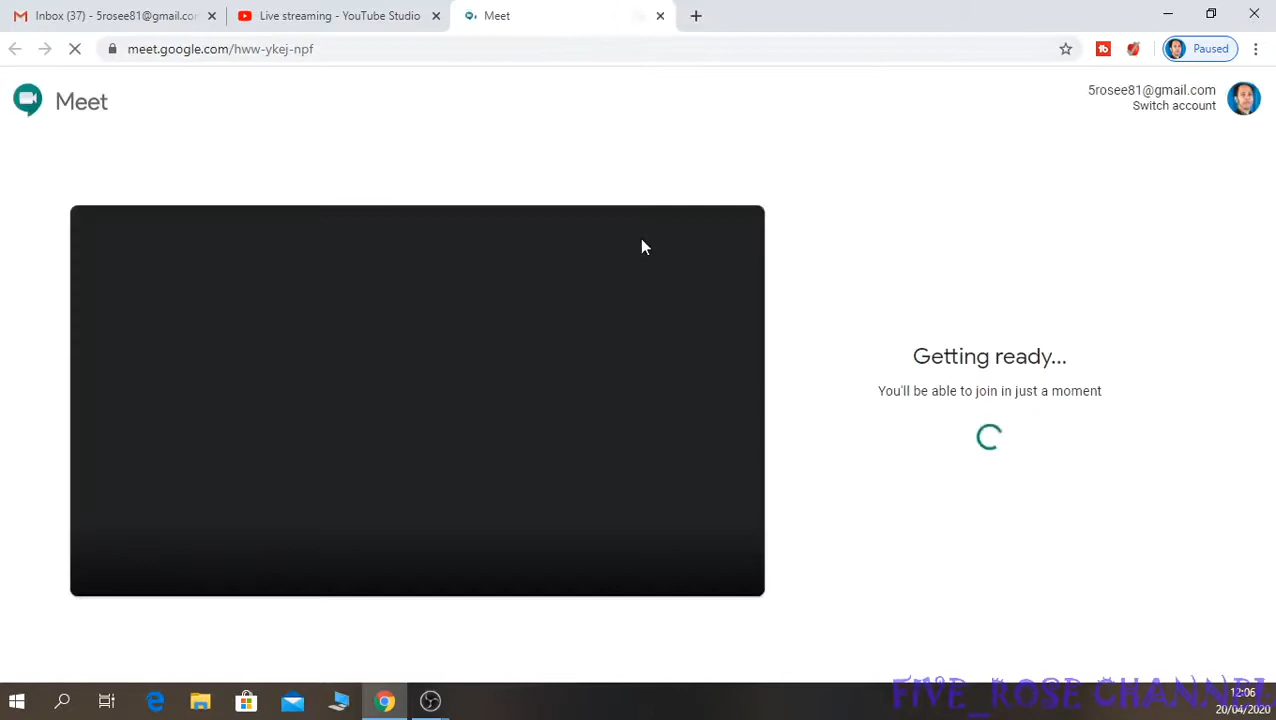 Inbox (37) - 5rosee81@gmail.co
Live streaming - YouTube Studio
Meet
meet.google.com/hww-ykej-npf
Paused
Meet
5rosee81@gmail.com
Switch account
Getting ready...
You'll be able to join in just a moment
FIVE_ROSE CHANNEL
12:06
20/04/2020